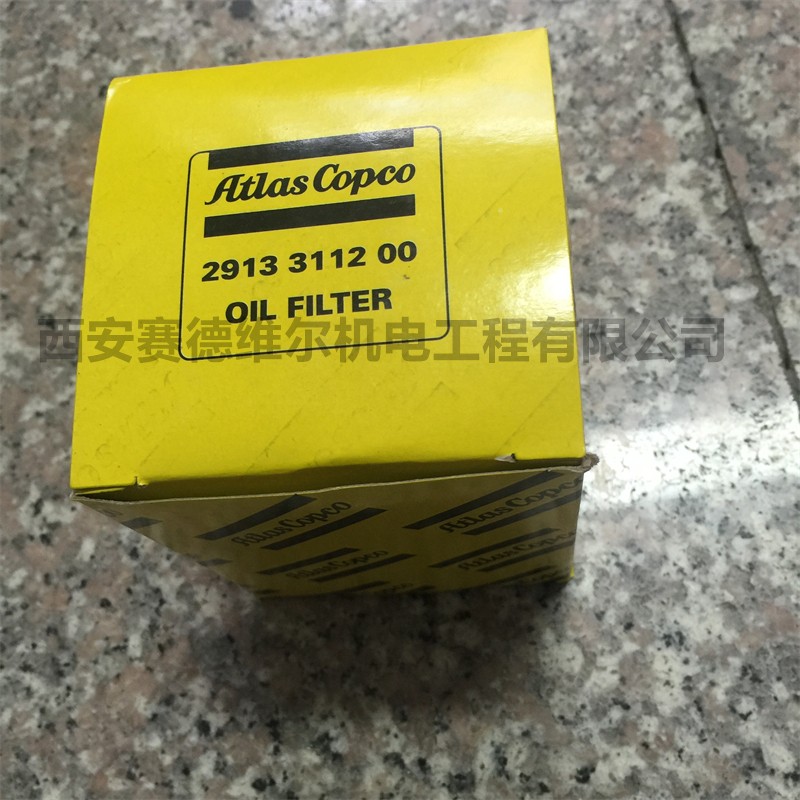 Atlas Copco
2913 3112 00
OIL FILTER
西安赛德维尔机电工程有限公司
Atlas Copco
Atlas Copco
Atlas Copco
Atlas Copco